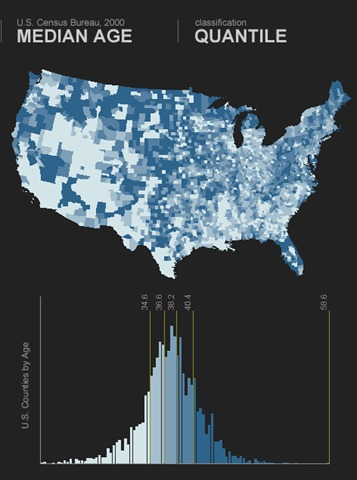 U.S. Census Bureau, 2000
MEDIAN AGE
classification
QUANTILE
34.6
36.6
38.2
40.4
58.6
U.S. Counties by Age